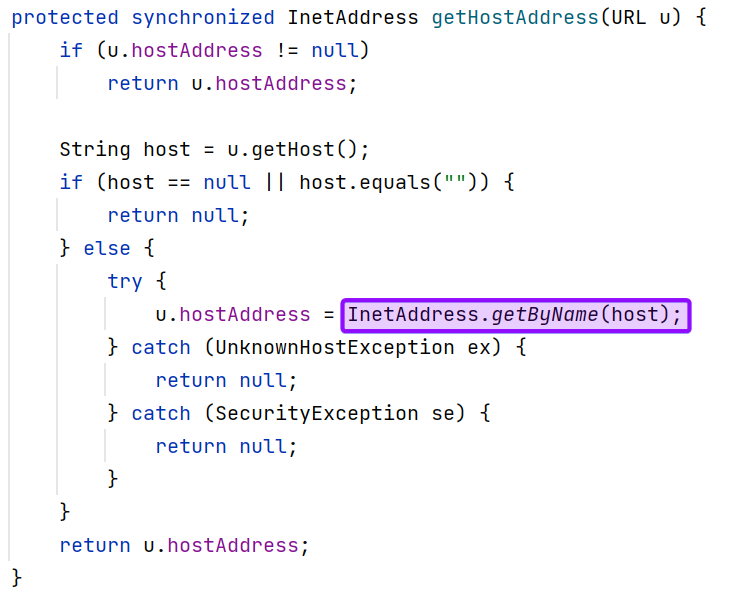 protected synchronized InetAddress getHostAddress(URL u) {
    if (u.hostAddress != null)
        return u.hostAddress;

    String host = u.getHost();
    if (host == null || host.equals("")) {
        return null;
    } else {
        try {
            u.hostAddress = InetAddress.getByName(host);
        } catch (UnknownHostException ex) {
            return null;
        } catch (SecurityException se) {
            return null;
        }
    }
    return u.hostAddress;
}